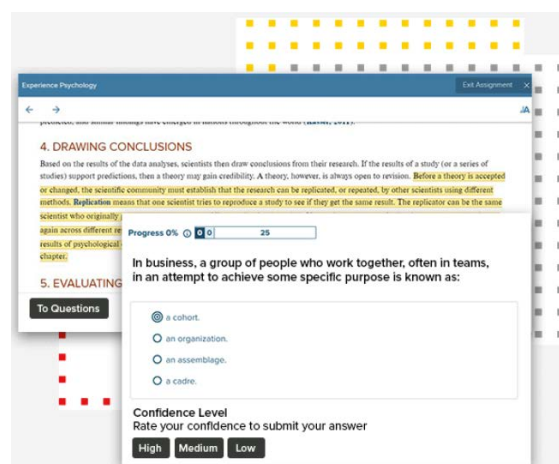 Experience Psychology
Exit Assignment X
4. DRAWING CONCLUSIONS
Based on the results of the data analyses, scientists then draw conclusions from their research. If the results of a study (or a series of
studies) support predictions, then a theory may gain credibility. A theory, however, is always open to revision. Before a theory is accepted
or changed, the scientific community must establish that the research can be replicated, or repeated, by other scientists using different
methods. Replication means that one scientist tries to reproduce a study to see if they get the same result. The replicator can be the same
scientist who originally
again across different re
results of psychological
chapter.
5. EVALUATING
To Questions
Progress 0% 0 0 25
In business, a group of people who work together, often in teams,
in an attempt to achieve some specific purpose is known as:
a cohort.
an organization.
an assemblage.
a cadre.
Confidence Level
Rate your confidence to submit your answer
High Medium Low